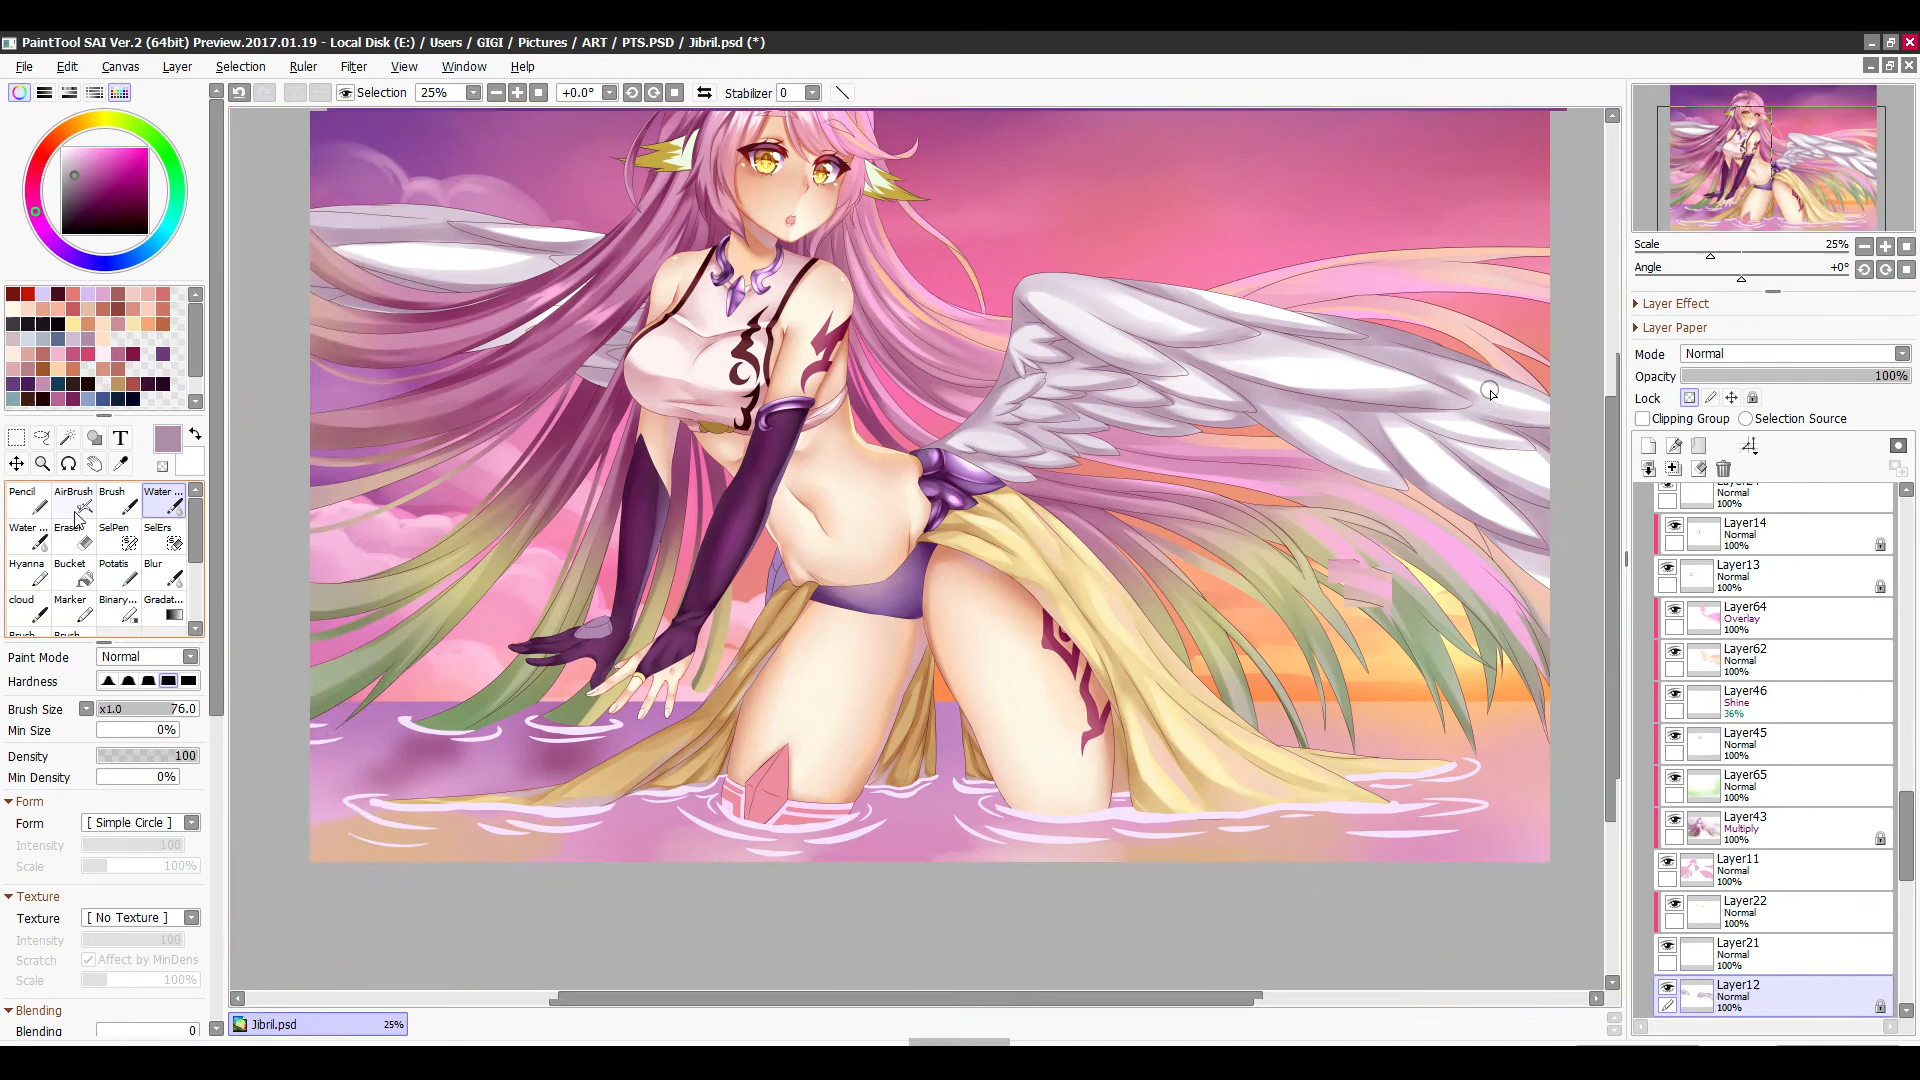 PaintTool SAI Ver.2 (64bit) Preview.2017.01.19 - Local Disk (E:) / Users / GIGI / Pictures / ART / PTS.PSD / Jibril.psd (*)
File Edit Canvas Layer Selection Ruler Filter View Window Help
Selection 25% +0.0° Stabilizer 0
Scale 25%
Angle +0°
Layer Effect
Layer Paper
Mode Normal
Opacity 100%
Lock
Clipping Group Selection Source
T
Pencil AirBrush Brush Water ...
Water ... Eraser SelPen SelErs
Hyanna Bucket Potatis Blur
cloud Marker Binary... Gradat...
Brush Brush
Paint Mode Normal
Hardness
Brush Size x1.0 76.0
Min Size 0%
Density 100
Min Density 0%
Form
Form [ Simple Circle ]
Intensity 100
Scale 100%
Texture
Texture [ No Texture ]
Intensity 100
Scratch Affect by MinDens
Scale 100%
Blending
Blending 0
Jibril.psd 25%
Normal
100%
Layer14
Normal
100%
Layer13
Normal
100%
Layer64
Overlay
100%
Layer62
Normal
100%
Layer46
Shine
36%
Layer45
Normal
100%
Layer65
Normal
100%
Layer43
Multiply
100%
Layer11
Normal
100%
Layer22
Normal
100%
Layer21
Normal
100%
Layer12
Normal
100%